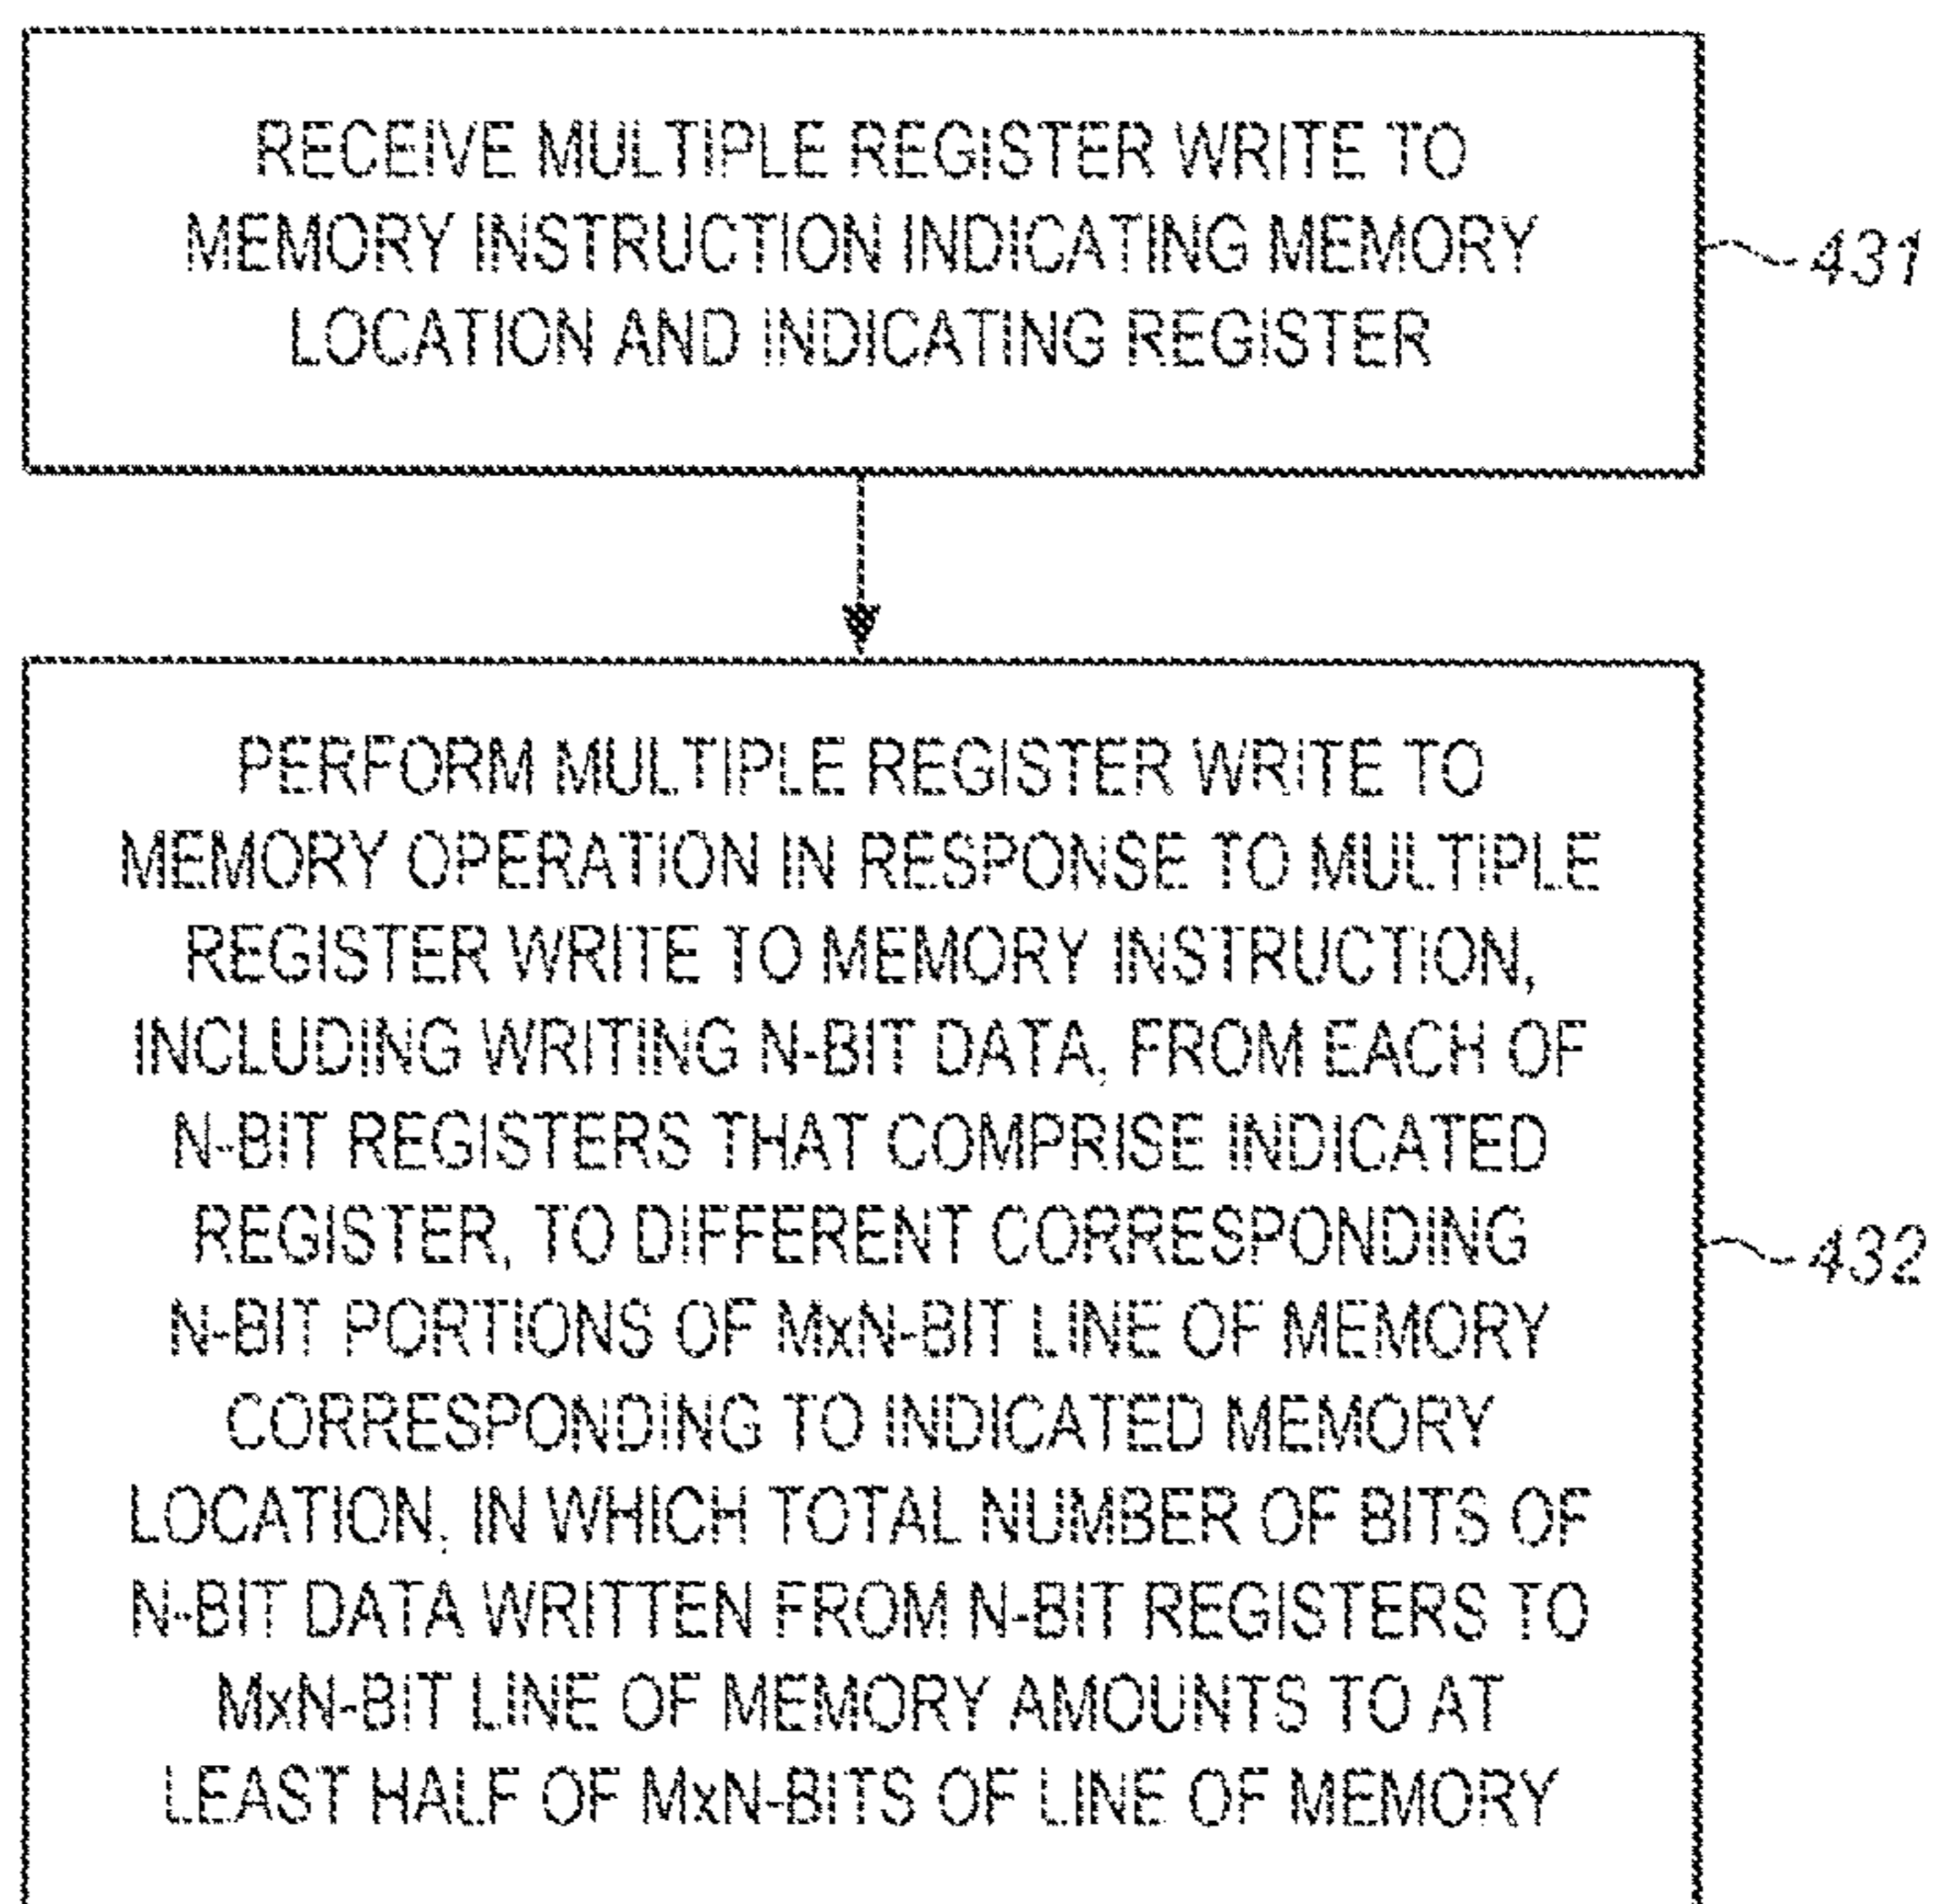 RECEIVE MULTIPLE REGISTER WRITE TO
MEMORY INSTRUCTION INDICATING MEMORY
LOCATION AND INDICATING REGISTER
431
PERFORM MULTIPLE REGISTER WRITE TO
MEMORY OPERATION IN RESPONSE TO MULTIPLE
REGISTER WRITE TO MEMORY INSTRUCTION,
INCLUDING WRITING N-BIT DATA, FROM EACH OF
N-BIT REGISTERS THAT COMPRISE INDICATED
REGISTER, TO DIFFERENT CORRESPONDING
N-BIT PORTIONS OF MxN-BIT LINE OF MEMORY
CORRESPONDING TO INDICATED MEMORY
LOCATION, IN WHICH TOTAL NUMBER OF BITS OF
N-BIT DATA WRITTEN FROM N-BIT REGISTERS TO
MxN-BIT LINE OF MEMORY AMOUNTS TO AT
LEAST HALF OF MxN-BITS OF LINE OF MEMORY
432